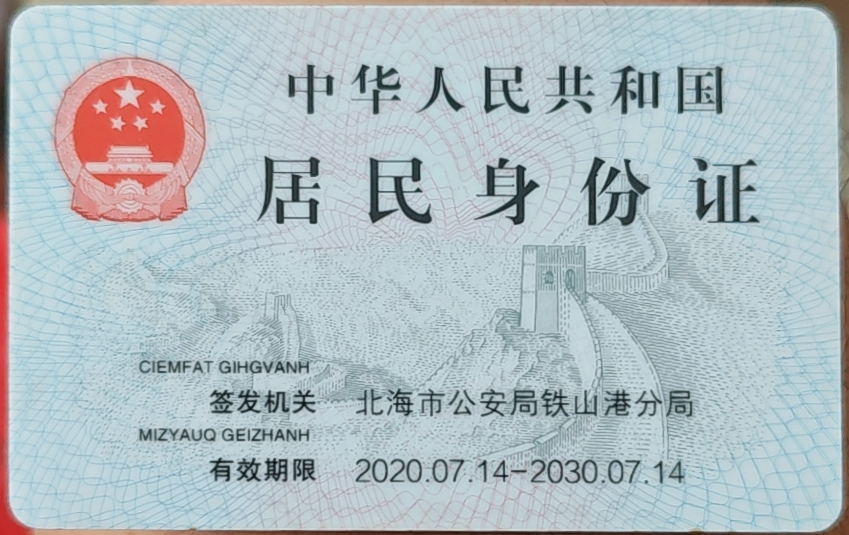 中华人民共和国
居民身份证
CIEMFAT GIHGVANH
签发机关 北海市公安局铁山港分局
MIZYAUQ GEIZHANH
有效期限 2020.07.14-2030.07.14